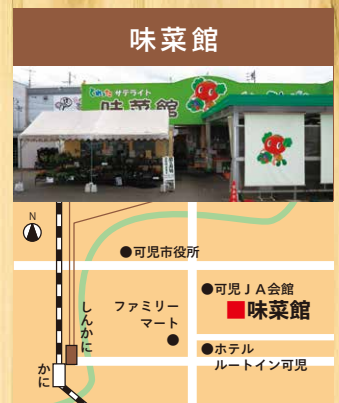 味菜館
サテライト
味菜館
N
●可児市役所
●可児ＪＡ会館
■味菜館
ファミリー
マート
●
●ホテル
ルートイン可児
しんかに
かに